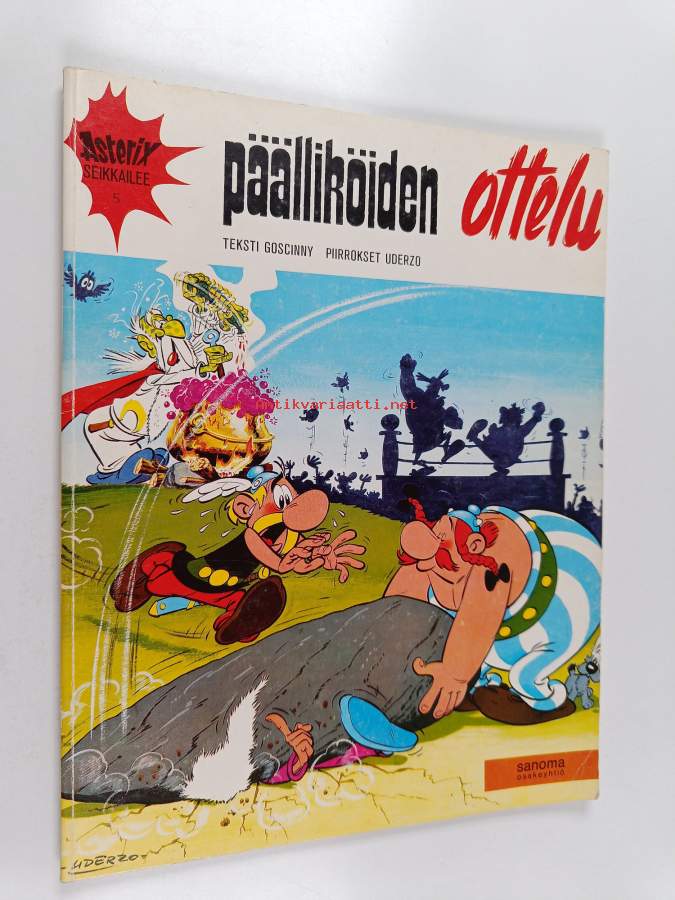 Asterix
SEIKKAILEE
5
päälliköiden ottelu
TEKSTI GOSCINNY PIIRROKSET UDERZO
antikvariaatti.net
sanoma
osakeyhtiö
UDERZO